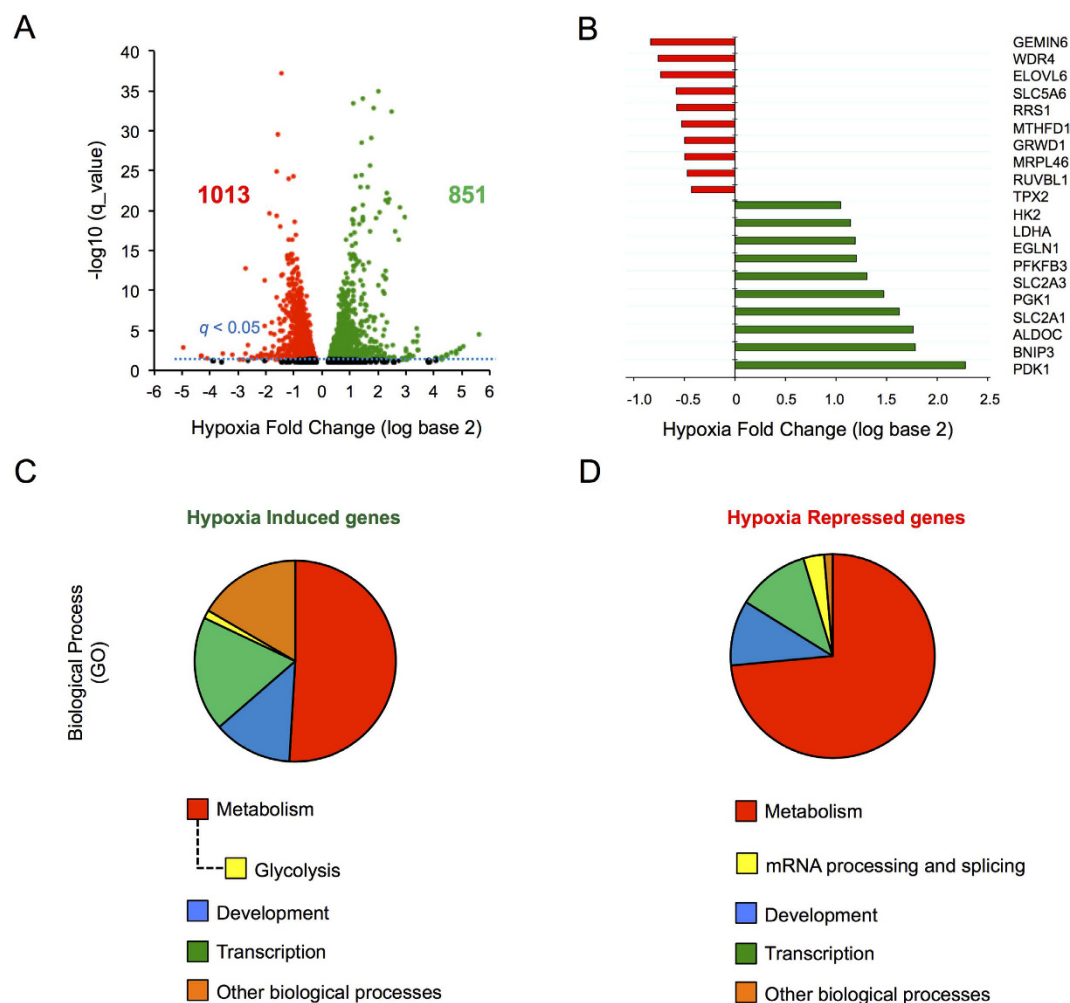 A
40
35
30
25
20
15
10
5
0
-log10 (q_value)
1013
851
q < 0.05
-6 -5 -4 -3 -2 -1 0 1 2 3 4 5 6
Hypoxia Fold Change (log base 2)
B
GEMIN6
WDR4
ELOVL6
SLC5A6
RRS1
MTHFD1
GRWD1
MRPL46
RUVBL1
TPX2
HK2
LDHA
EGLN1
PFKFB3
SLC2A3
PGK1
SLC2A1
ALDOC
BNIP3
PDK1
-1.0 -0.5 0 0.5 1.0 1.5 2.0 2.5
Hypoxia Fold Change (log base 2)
C
Hypoxia Induced genes
Biological Process
(GO)
Metabolism
Glycolysis
Development
Transcription
Other biological processes
D
Hypoxia Repressed genes
Metabolism
mRNA processing and splicing
Development
Transcription
Other biological processes